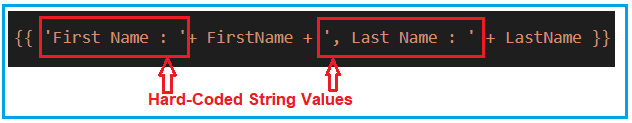 {{ 'First Name : '+ FirstName + ', Last Name : ' + LastName }}
Hard-Coded String Values